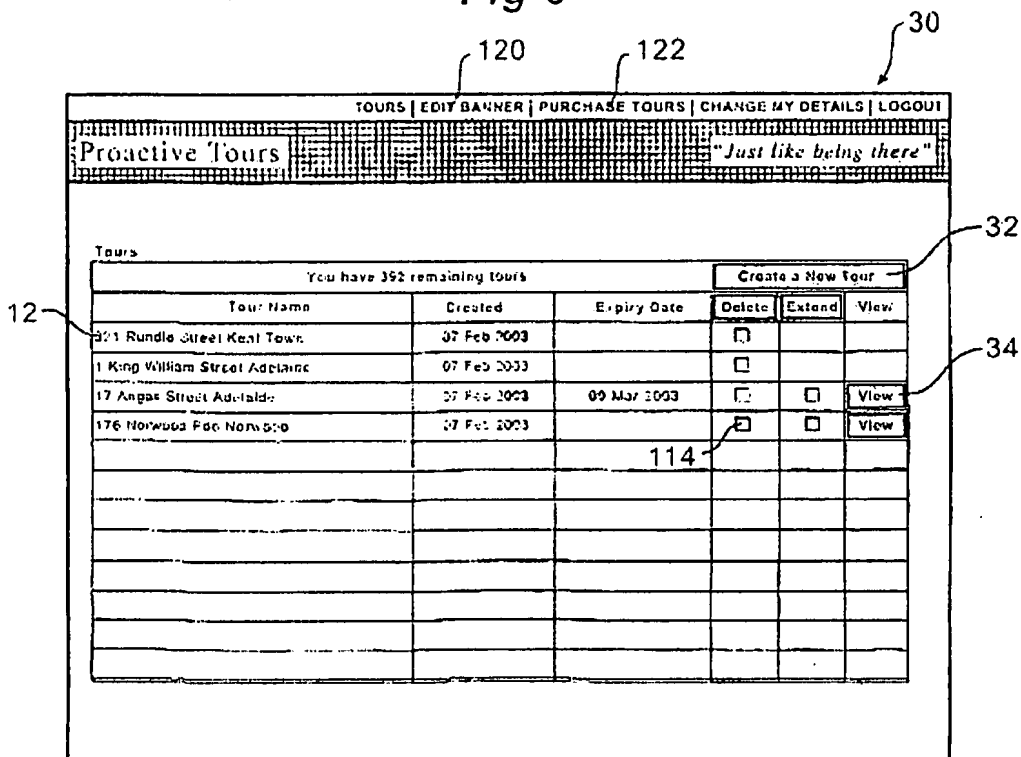 120
122
30
TOURS | EDIT BANNER | PURCHASE TOURS | CHANGE MY DETAILS | LOGOUT
Proactive Tours
"Just like being there"
32
Tours
You have 392 remaining tours
Create a New Tour
12
Tour Name
Created
Expiry Date
Delete
Extend
View
321 Rundle Street Kent Town
07 Feb 2003
1 King William Street Adelaide
07 Feb 2003
34
17 Angas Street Adelaide
07 Feb 2003
09 Mar 2003
View
176 Norwood Norwood
07 Feb 2003
View
114